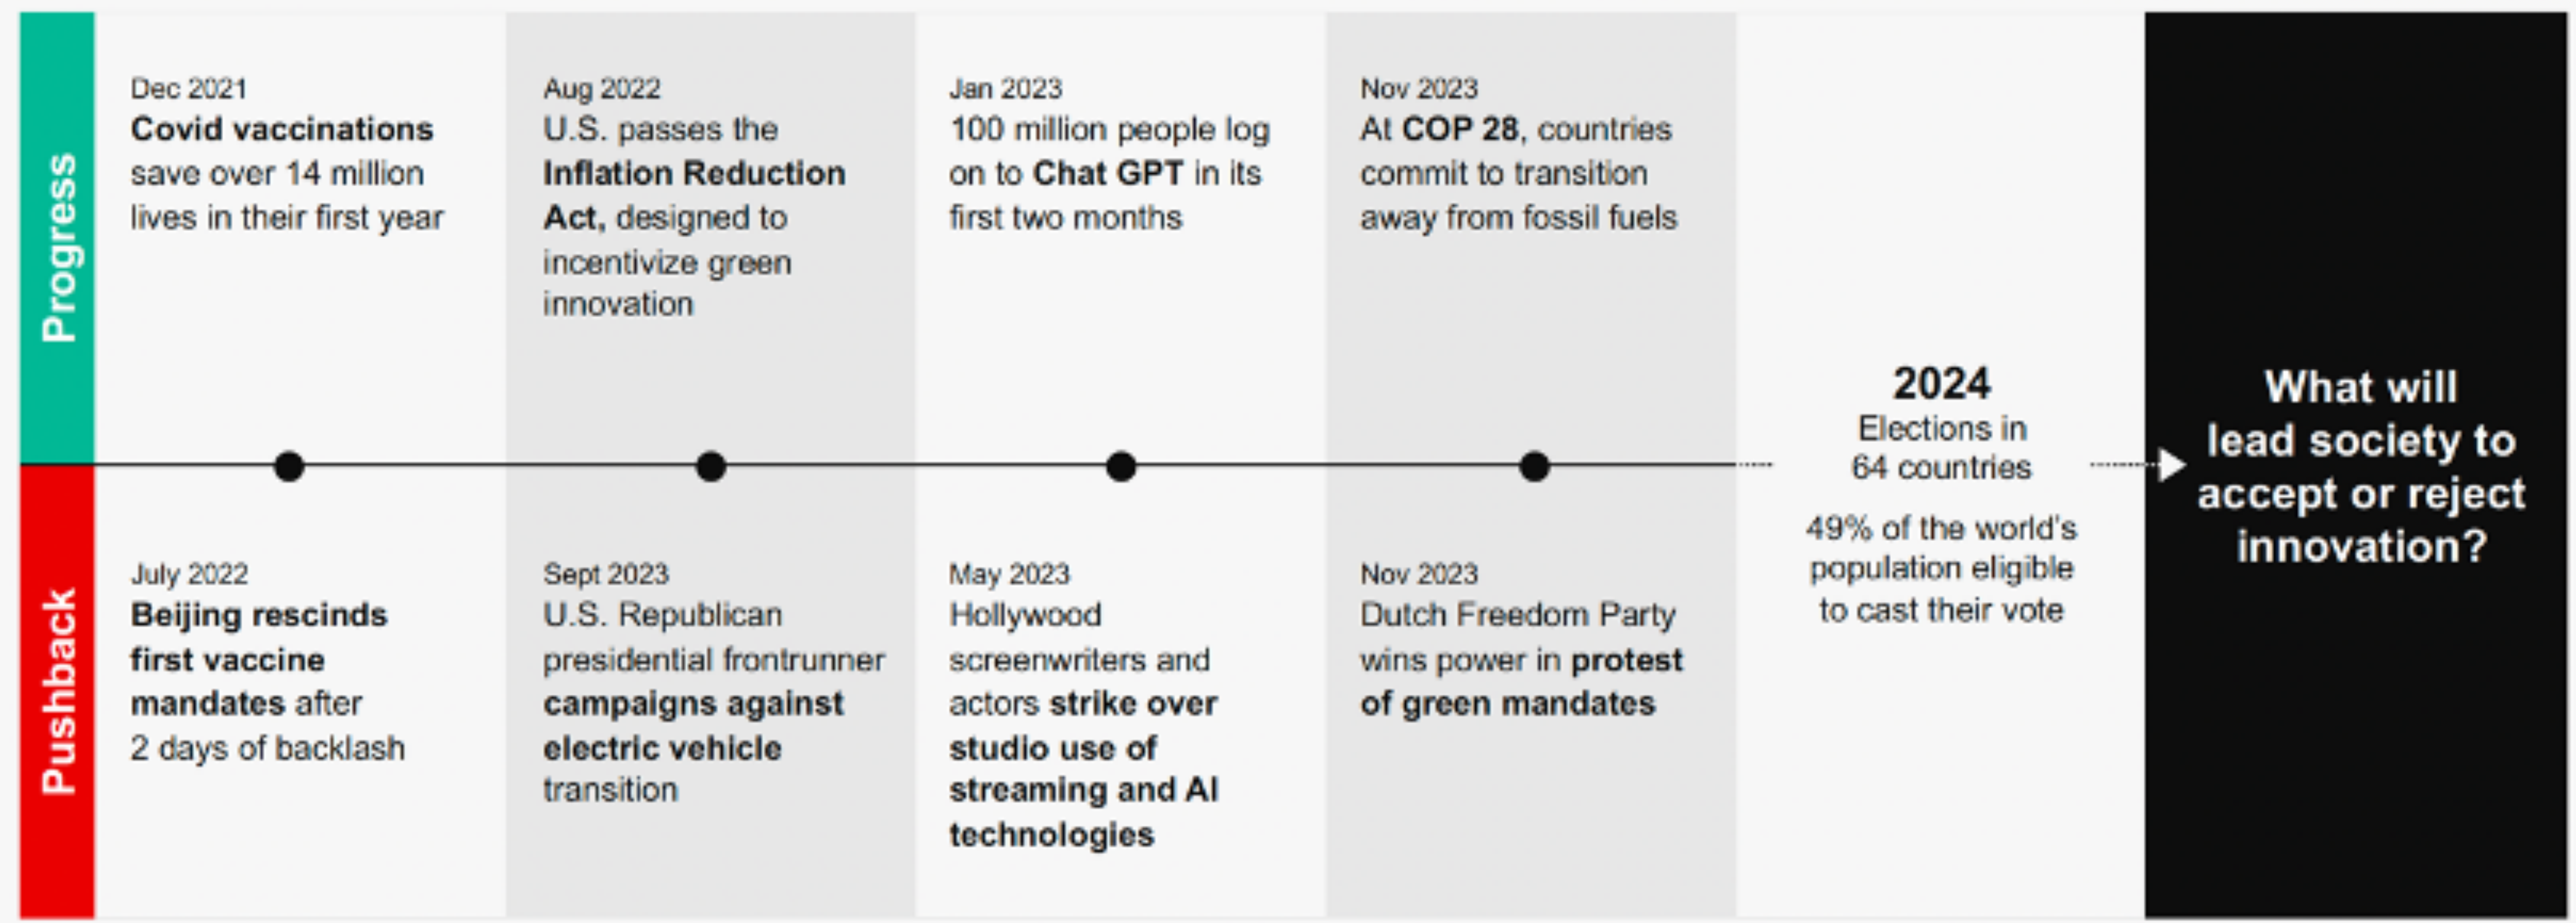 Progress
Dec 2021
Covid vaccinations
save over 14 million
lives in their first year
Aug 2022
U.S. passes the
Inflation Reduction
Act, designed to
incentivize green
innovation
Jan 2023
100 million people log
on to Chat GPT in its
first two months
Nov 2023
At COP 28, countries
commit to transition
away from fossil fuels
Pushback
July 2022
Beijing rescinds
first vaccine
mandates after
2 days of backlash
Sept 2023
U.S. Republican
presidential frontrunner
campaigns against
electric vehicle
transition
May 2023
Hollywood
screenwriters and
actors strike over
studio use of
streaming and AI
technologies
Nov 2023
Dutch Freedom Party
wins power in protest
of green mandates
2024
Elections in
64 countries
49% of the world's
population eligible
to cast their vote
What will
lead society to
accept or reject
innovation?